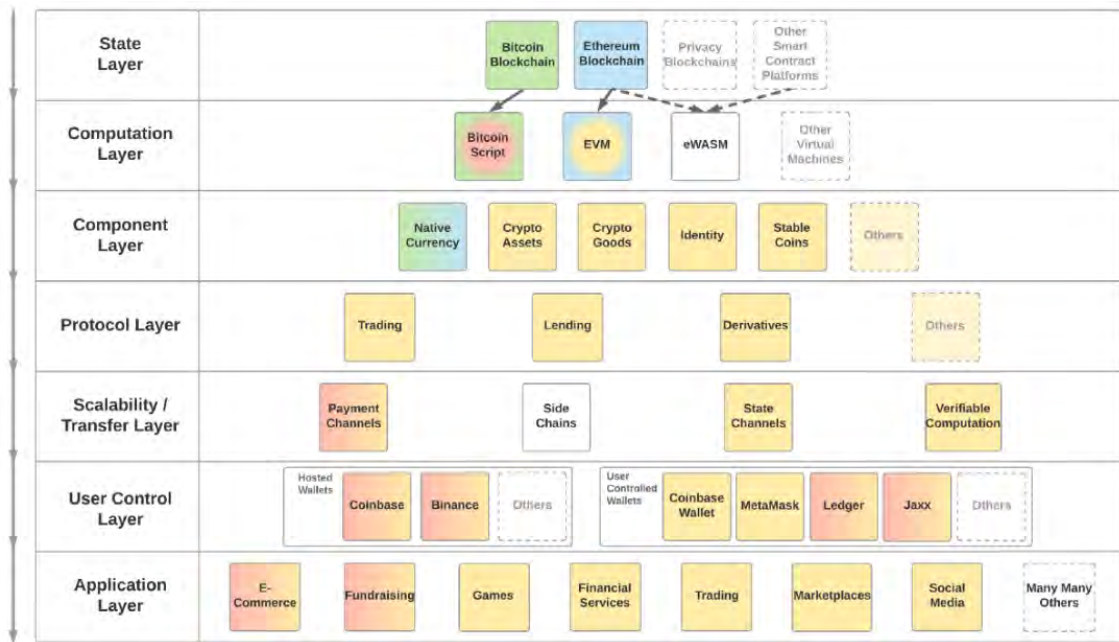 State
Layer
Bitcoin
Blockchain
Ethereum
Blockchain
Privacy
Blockchains
Other
Smart
Contract
Platforms
Computation
Layer
Bitcoin
Script
EVM
eWASM
Other
Virtual
Machines
Component
Layer
Native
Currency
Crypto
Assets
Crypto
Goods
Identity
Stable
Coins
Others
Protocol Layer
Trading
Lending
Derivatives
Others
Scalability /
Transfer Layer
Payment
Channels
Side
Chains
State
Channels
Verifiable
Computation
User Control
Layer
Hosted
Wallets
Coinbase
Binance
Others
User
Controlled
Wallets
Coinbase
Wallet
MetaMask
Ledger
Jaxx
Others
Application
Layer
E-
Commerce
Fundraising
Games
Financial
Services
Trading
Marketplaces
Social
Media
Many Many
Others